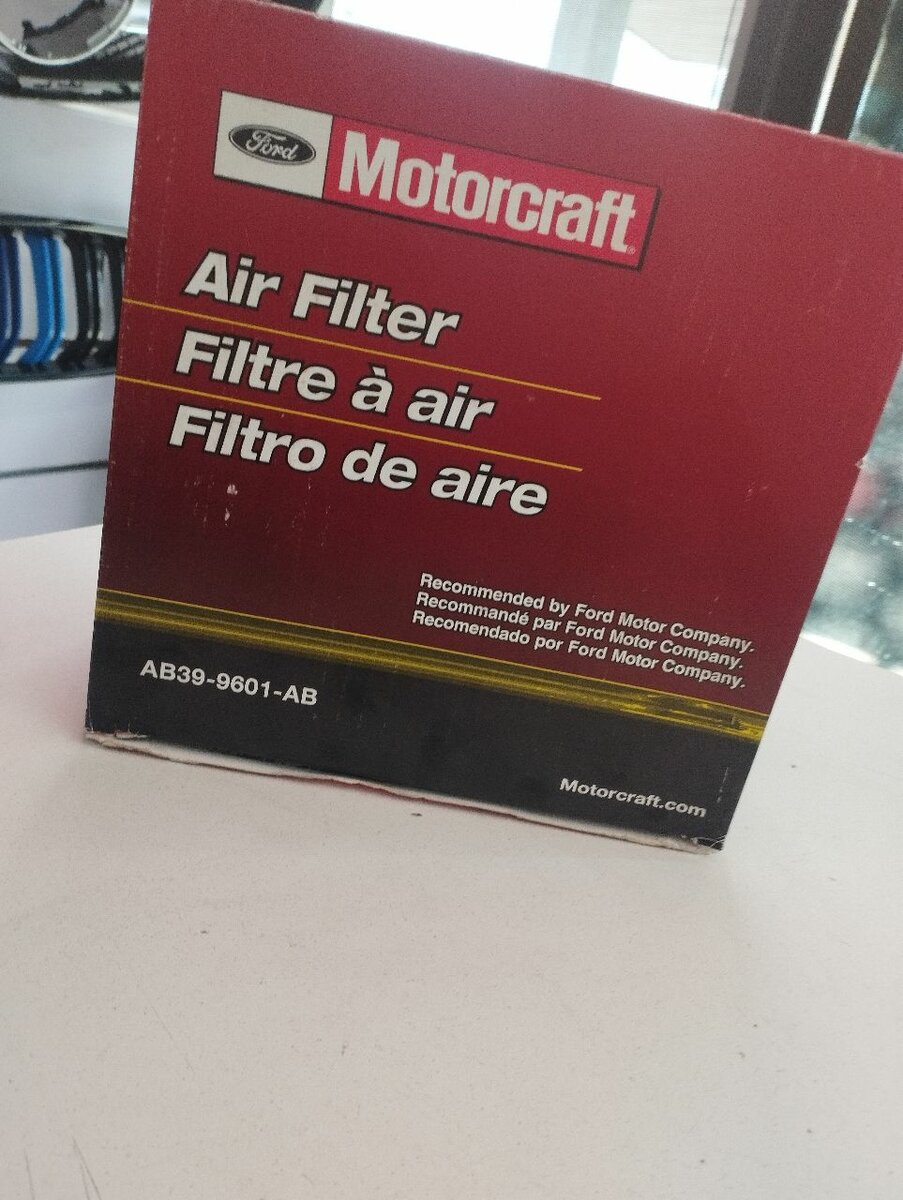 Ford
Motorcraft
Air Filter
Filtre à air
Filtro de aire
Recommended by Ford Motor Company.
Recommandé par Ford Motor Company.
Recomendado por Ford Motor Company.
AB39-9601-AB
Motorcraft.com